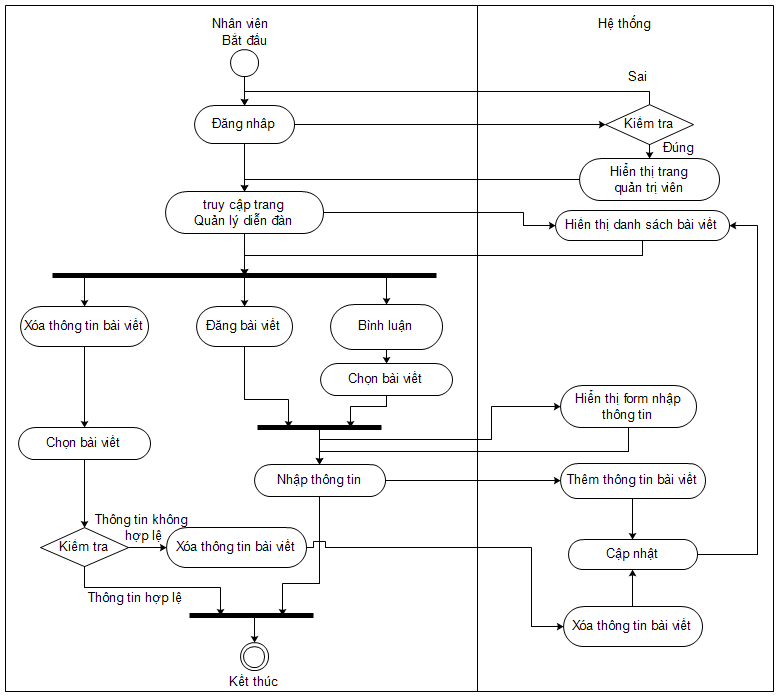 Nhân viên
Hệ thống
Bắt đầu
Sai
Đăng nhâp
Kiểm tra
Đúng
Hiển thị trang
quản trị viên
truy cập trang
Quản lý diễn đàn
Hiển thị danh sách bài viết
Xóa thông tin bài viết
Đăng bài viết
Bình luận
Chọn bài viết
Hiển thị form nhập
thông tin
Chọn bài viết
Nhập thông tin
Thêm thông tin bài viết
Thông tin không
hợp lệ
Kiểm tra
Xóa thông tin bài viết
Cập nhật
Thông tin hợp lệ
Xóa thông tin bài viết
Kết thúc